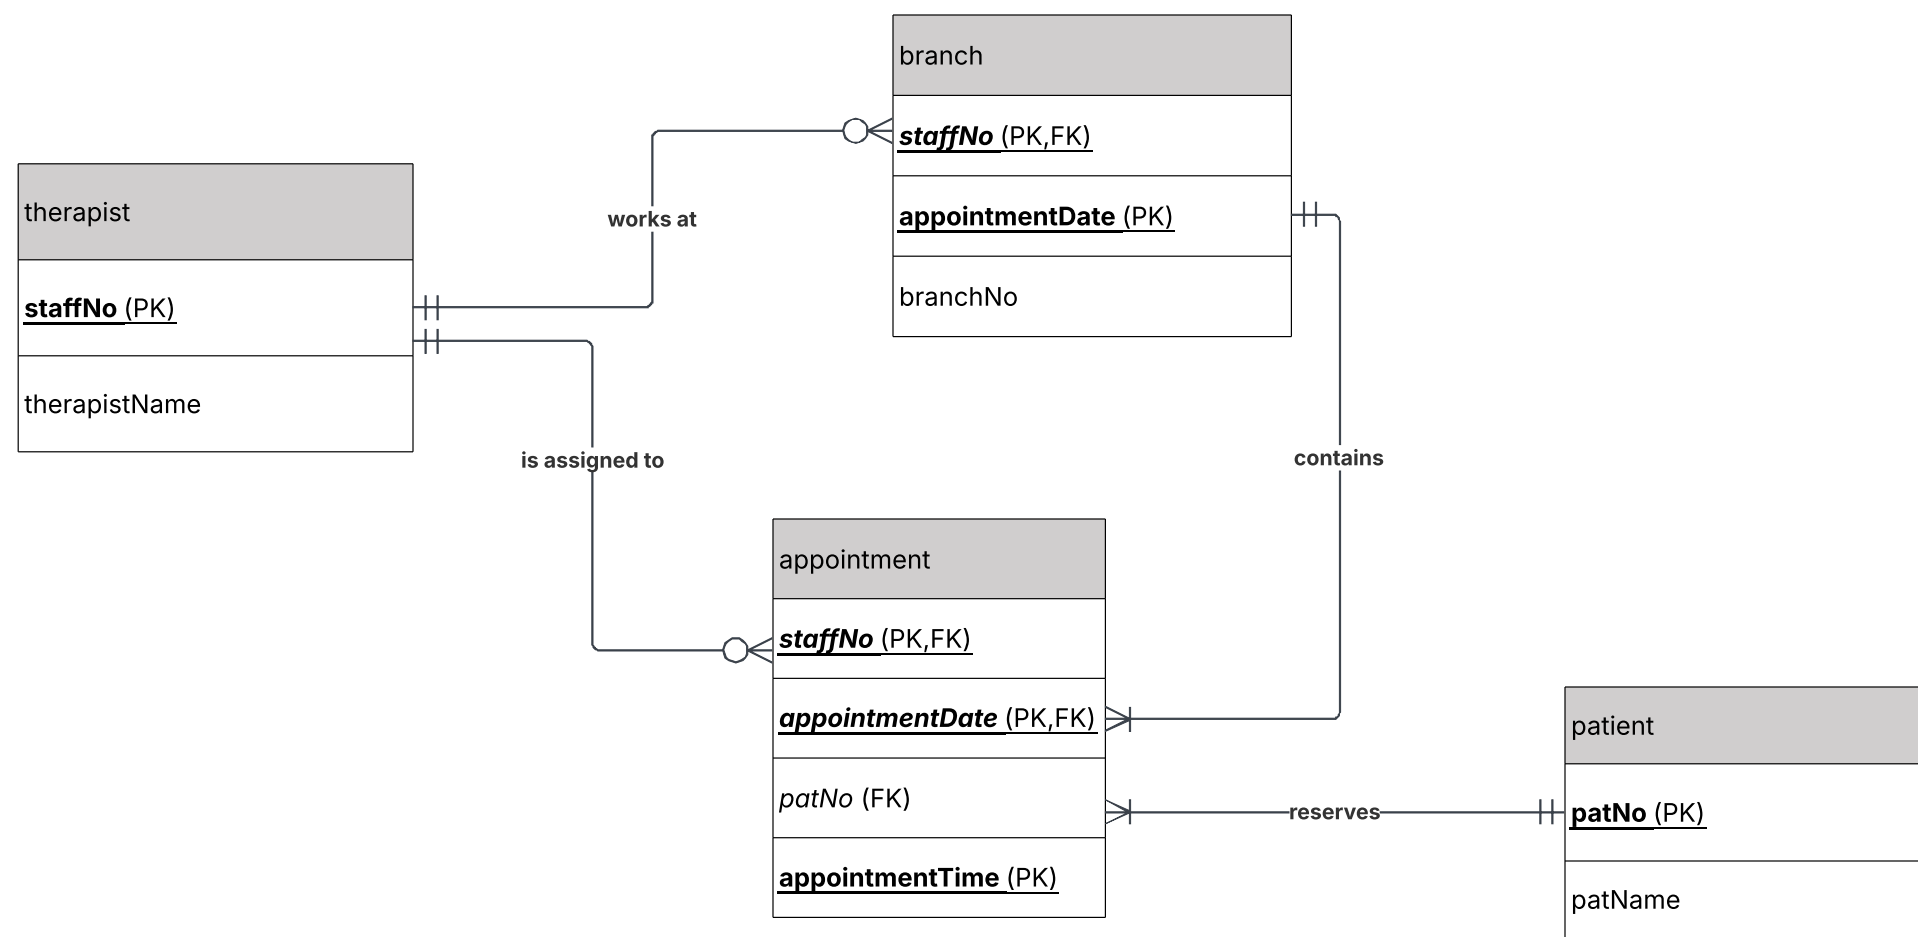 branch
staffNo (PK,FK)
appointmentDate (PK)
branchNo
therapist
staffNo (PK)
therapistName
works at
is assigned to
contains
appointment
staffNo (PK,FK)
appointmentDate (PK,FK)
patNo (FK)
appointmentTime (PK)
reserves
patient
patNo (PK)
patName